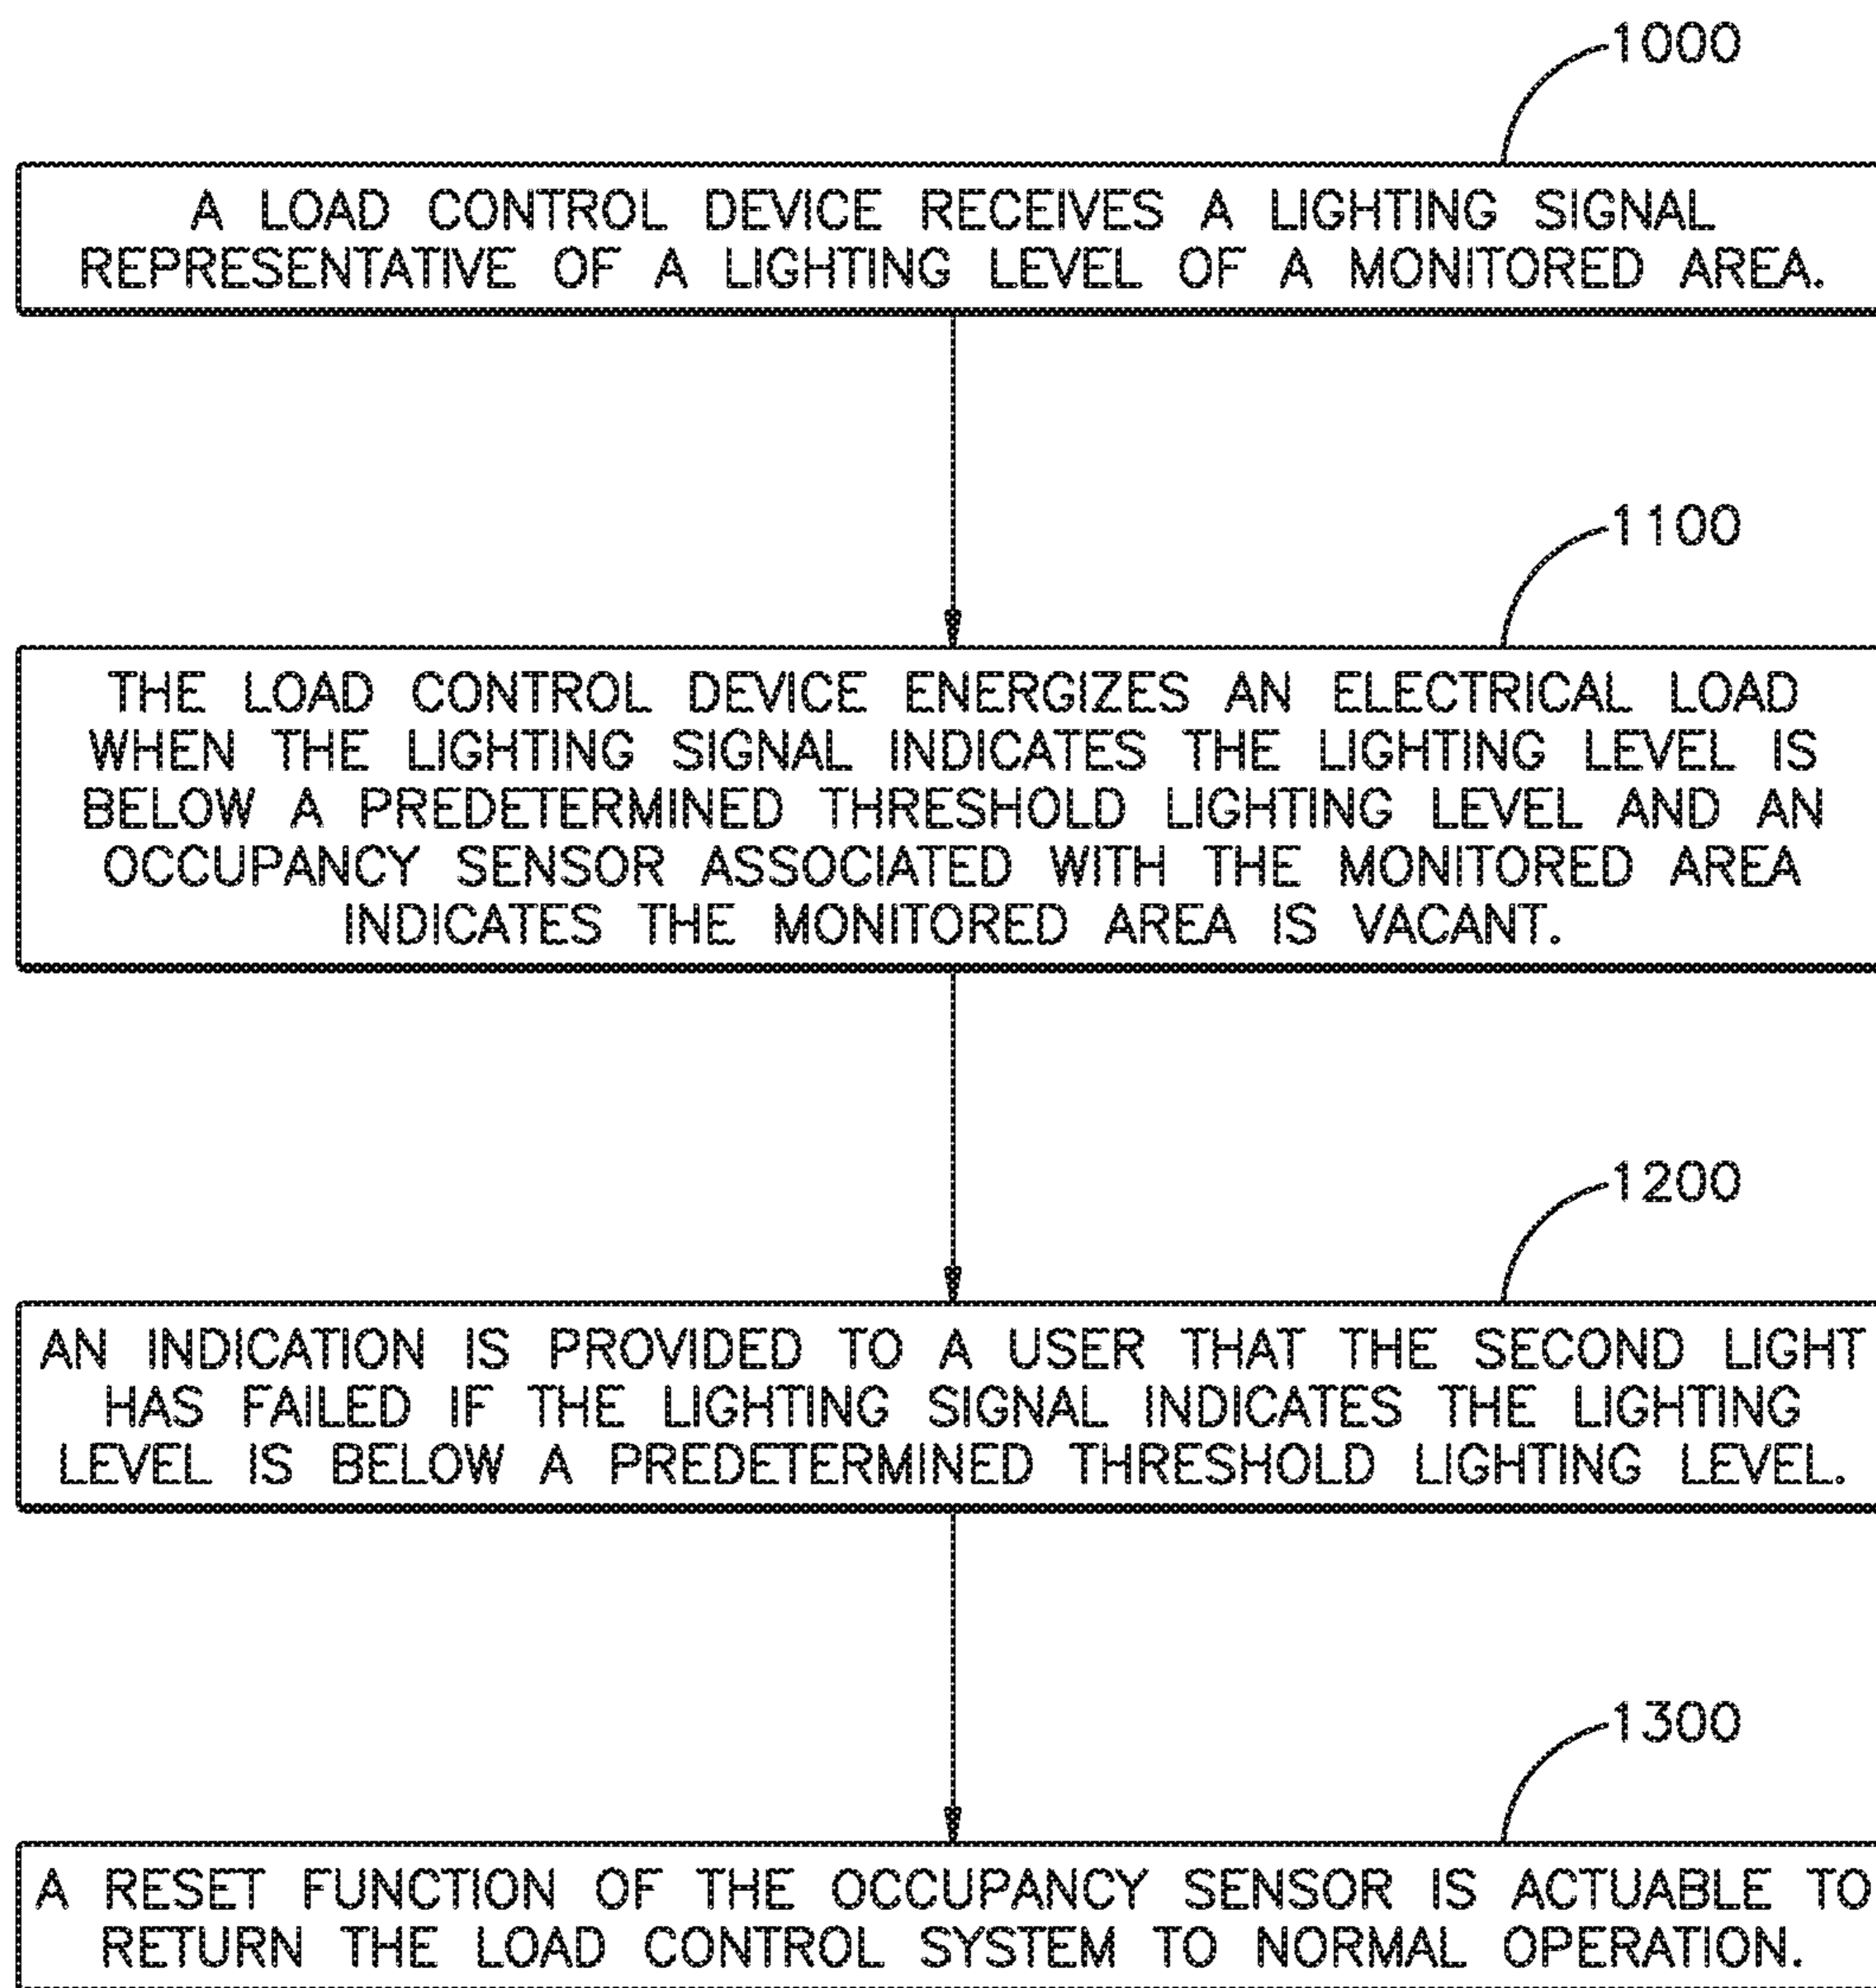 1000
A LOAD CONTROL DEVICE RECEIVES A LIGHTING SIGNAL
REPRESENTATIVE OF A LIGHTING LEVEL OF A MONITORED AREA.
1100
THE LOAD CONTROL DEVICE ENERGIZES AN ELECTRICAL LOAD
WHEN THE LIGHTING SIGNAL INDICATES THE LIGHTING LEVEL IS
BELOW A PREDETERMINED THRESHOLD LIGHTING LEVEL AND AN
OCCUPANCY SENSOR ASSOCIATED WITH THE MONITORED AREA
INDICATES THE MONITORED AREA IS VACANT.
1200
AN INDICATION IS PROVIDED TO A USER THAT THE SECOND LIGHT
HAS FAILED IF THE LIGHTING SIGNAL INDICATES THE LIGHTING
LEVEL IS BELOW A PREDETERMINED THRESHOLD LIGHTING LEVEL.
1300
A RESET FUNCTION OF THE OCCUPANCY SENSOR IS ACTUABLE TO
RETURN THE LOAD CONTROL SYSTEM TO NORMAL OPERATION.